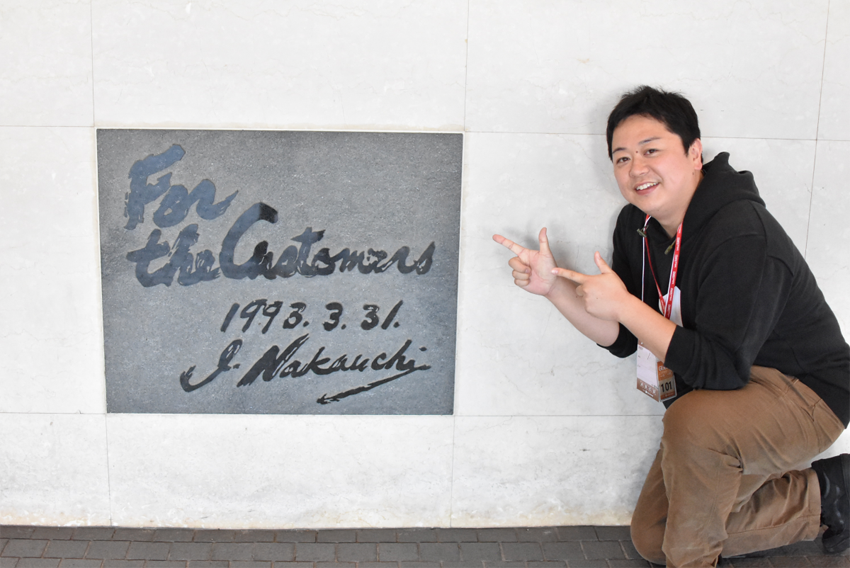 For
the Customers
1993.3.31.
I. Nakauchi
101